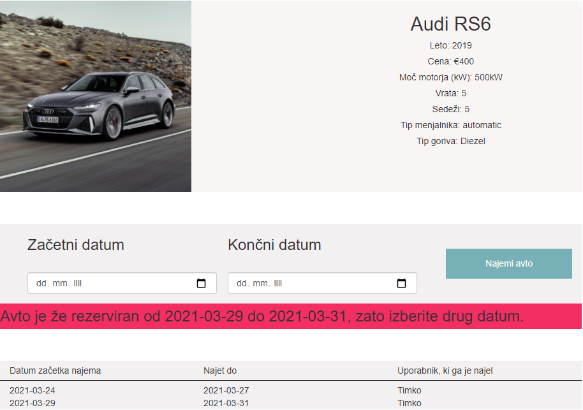 Audi RS6
Leto: 2019
Cena: €400
Moč motorja (kW): 500kW
Vrata: 5
Sedeži: 5
Tip menjalnika: automatic
Tip goriva: Diezel
Začetni datum
Končni datum
dd. mm. llll
dd. mm. llll
Najemi avto
Avto je že rezerviran od 2021-03-29 do 2021-03-31, zato izberite drug datum.
Datum začetka najema Najet do Uporabnik, ki ga je najel
2021-03-24 2021-03-27 Timko
2021-03-29 2021-03-31 Timko